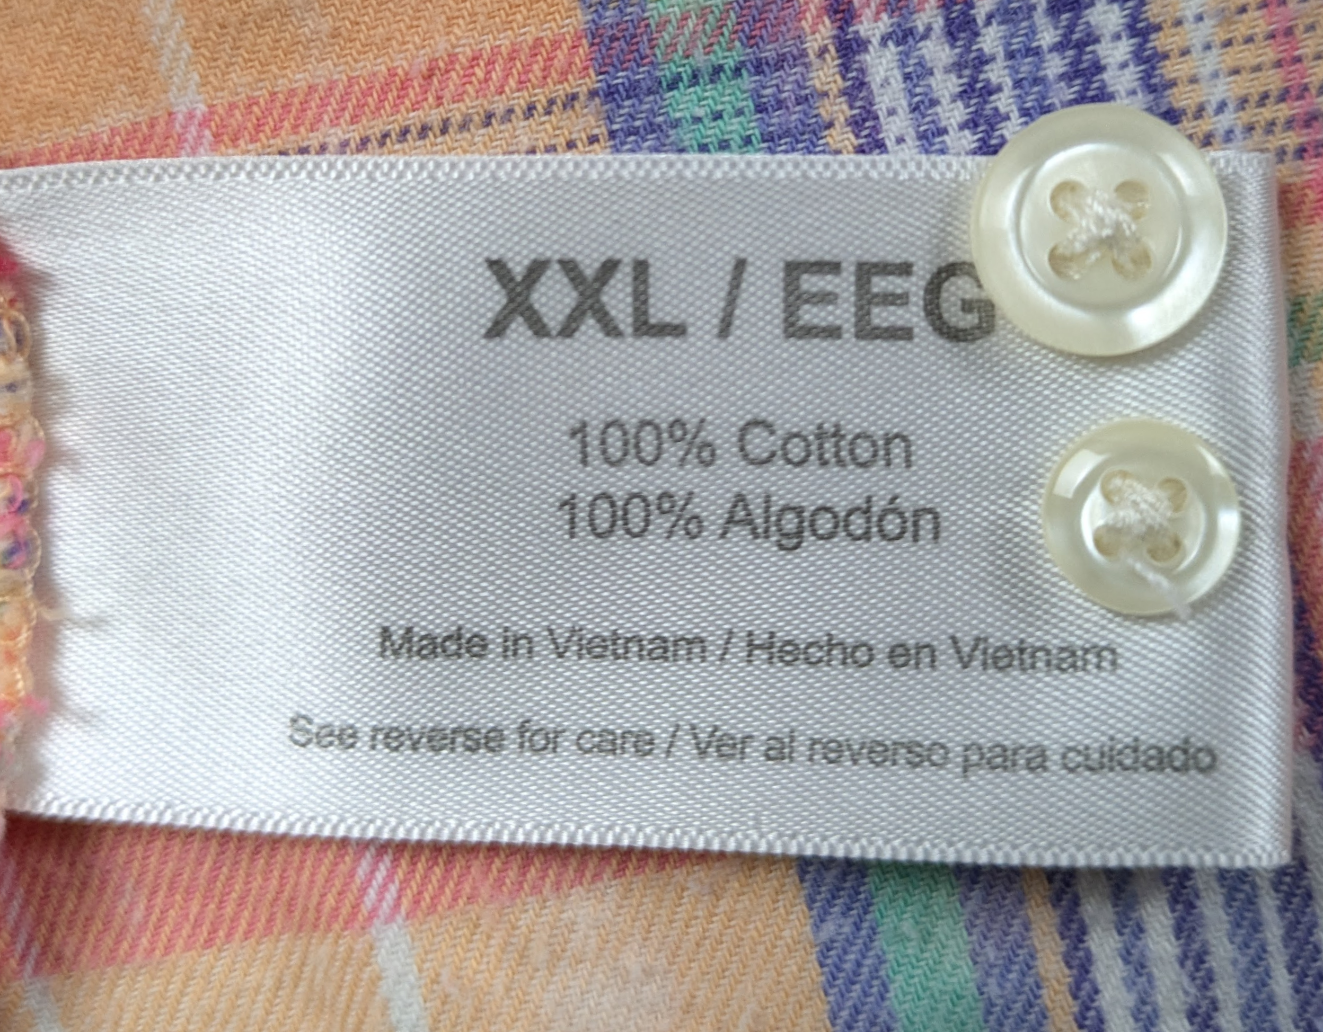 XXL / EEG
100% Cotton
100% Algodón
Made in Vietnam / Hecho en Vietnam
See reverse for care / Ver al reverso para cuidado